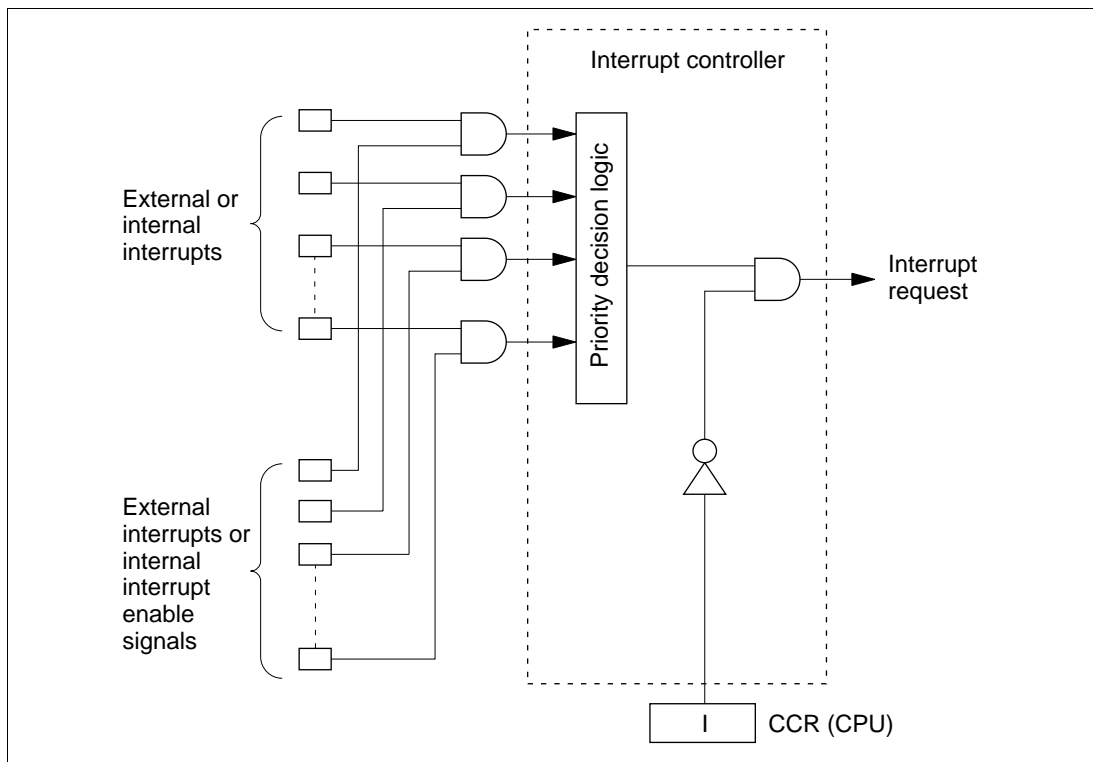 Interrupt controller
External or
internal
interrupts
Priority decision logic
Interrupt
request
External
interrupts or
internal
interrupt
enable
signals
I
CCR (CPU)